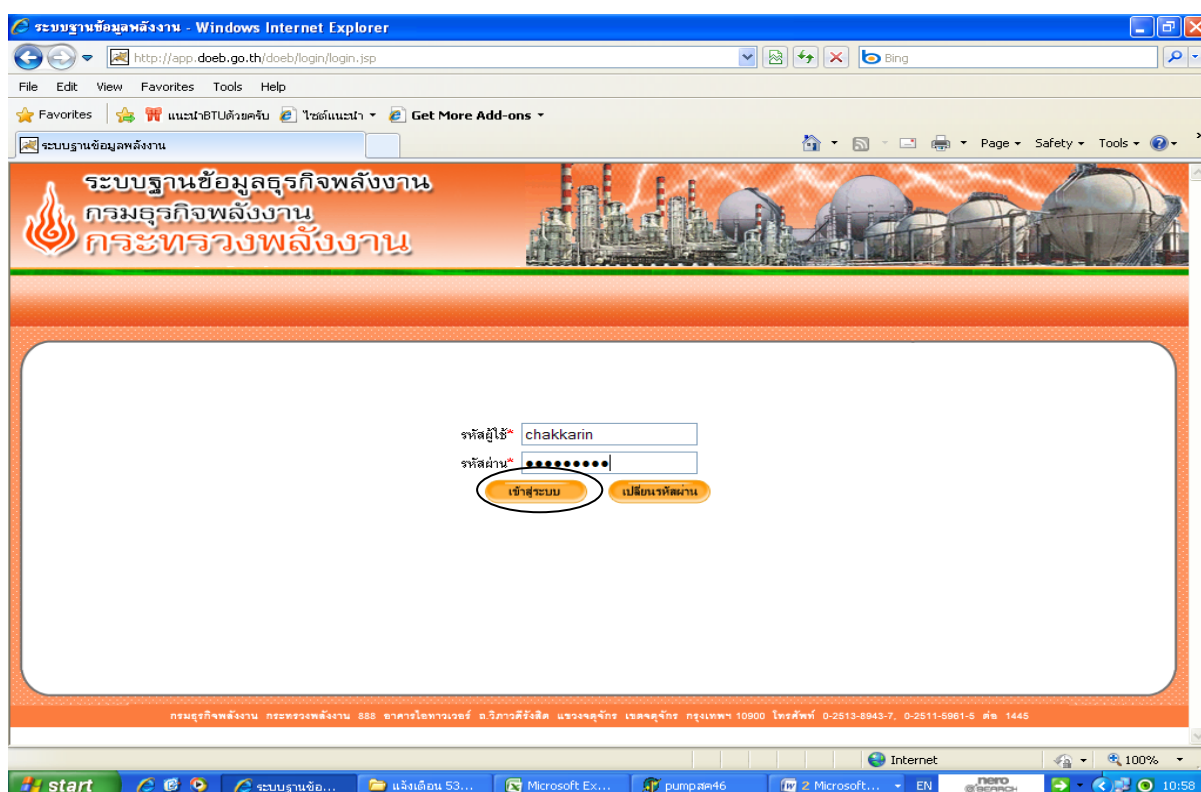 ระบบฐานข้อมูลพลังงาน - Windows Internet Explorer
http://app.doeb.go.th/doeb/login/login.jsp
Bing
File Edit View Favorites Tools Help
Favorites แนะนำBTUด้วยครับ ไซต์แนะนำ Get More Add-ons
ระบบฐานข้อมูลพลังงาน Page Safety Tools
ระบบฐานข้อมูลธุรกิจพลังงาน
กรมธุรกิจพลังงาน
กระทรวงพลังงาน
รหัสผู้ใช้* chakkarin
รหัสผ่าน* •••••••••
เข้าสู่ระบบ เปลี่ยนรหัสผ่าน
กรมธุรกิจพลังงาน กระทรวงพลังงาน 888 อาคารไอทาวเวอร์ ถ.วิภาวดีรังสิต แขวงจตุจักร เขตจตุจักร กรุงเทพฯ 10900 โทรศัพท์ 0-2513-8943-7, 0-2511-5961-5 ต่อ 1445
Internet 100%
start ระบบฐานข้อ... แจ้งเดือน 53... Microsoft Ex... pumpสค46 2 Microsoft... EN nero SEARCH 10:58